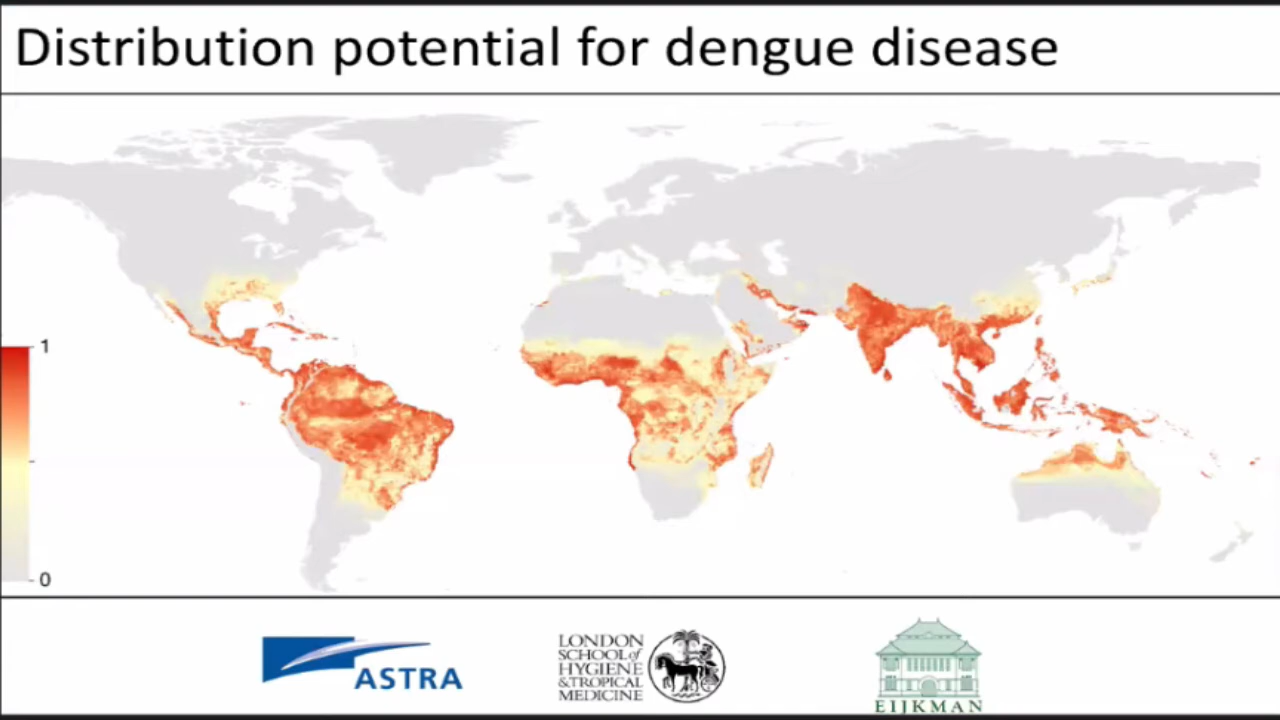 Distribution potential for dengue disease
1
0
ASTRA
LONDON
SCHOOL of
HYGIENE
& TROPICAL
MEDICINE
EIJKMAN